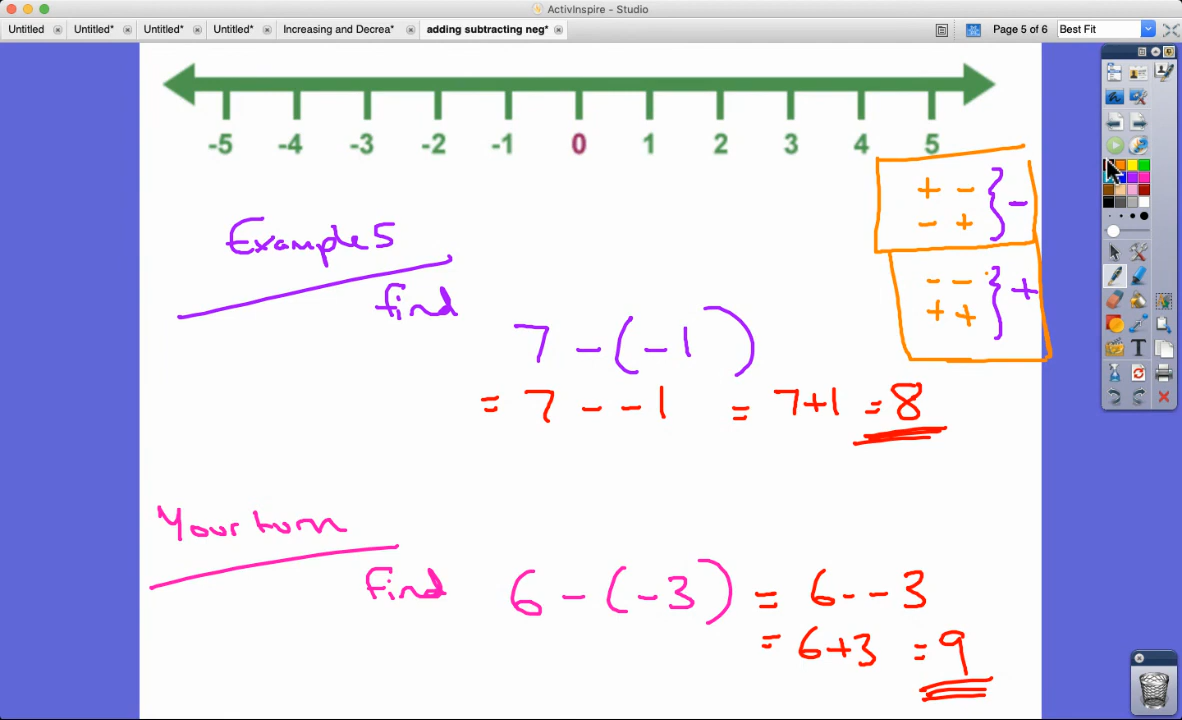 ActivInspire - Studio
Untitled Untitled* Untitled* Untitled* Increasing and Decrea* adding subtracting neg* Page 5 of 6 Best Fit
-5 -4 -3 -2 -1 0 1 2 3 4 5
+ - } -
- +
Example 5
- - } +
+ +
find
7 - (-1)
= 7 - -1 = 7+1 = 8
Your turn
Find 6 - (-3) = 6 - -3
= 6+3 = 9